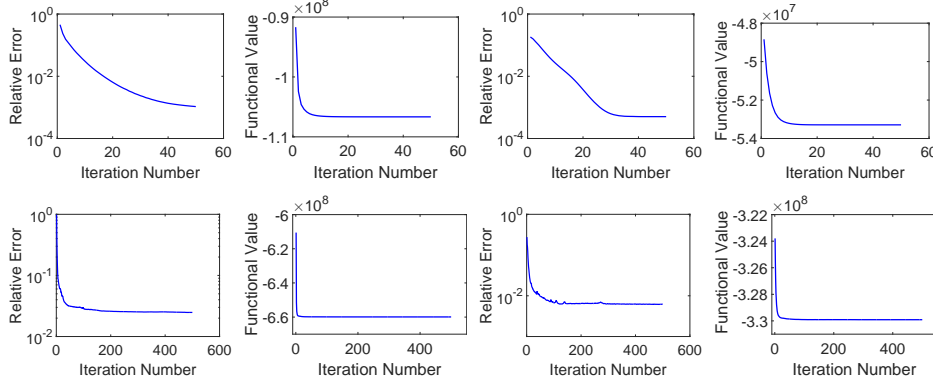 Relative Error
10^0
10^-2
10^-4
0 20 40 60
Iteration Number
×10^8
Functional Value
-0.9
-1
-1.1
0 20 40 60
Iteration Number
Relative Error
10^0
10^-2
10^-4
0 20 40 60
Iteration Number
×10^7
Functional Value
-4.8
-5
-5.2
-5.4
0 20 40 60
Iteration Number
Relative Error
10^0
10^-1
10^-2
0 200 400 600
Iteration Number
×10^8
Functional Value
-6
-6.2
-6.4
-6.6
0 200 400
Iteration Number
Relative Error
10^0
10^-2
0 200 400 600
Iteration Number
×10^8
Functional Value
-3.22
-3.24
-3.26
-3.28
-3.3
0 200 400
Iteration Number